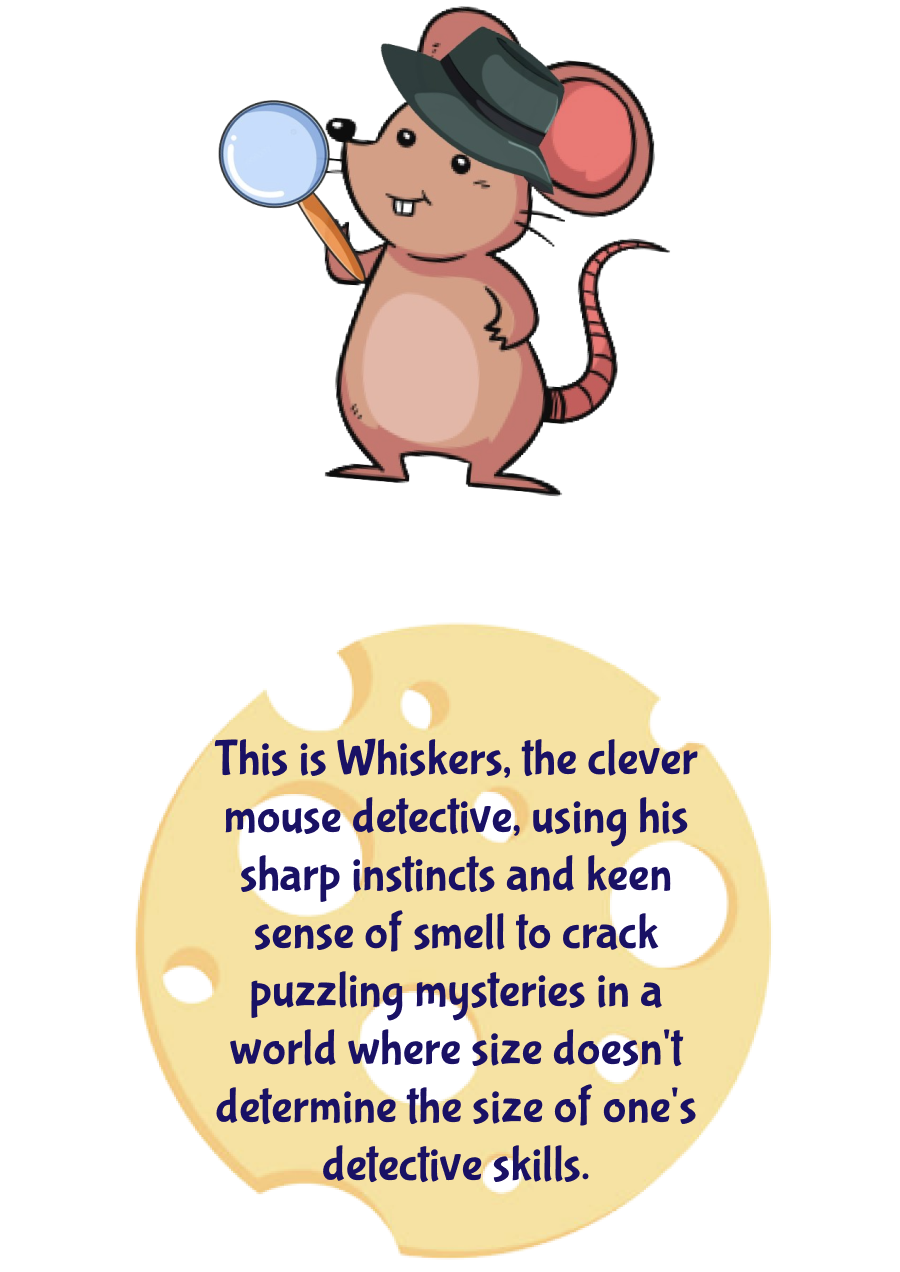 This is Whiskers, the clever
mouse detective, using his
sharp instincts and keen
sense of smell to crack
puzzling mysteries in a
world where size doesn't
determine the size of one's
detective skills.